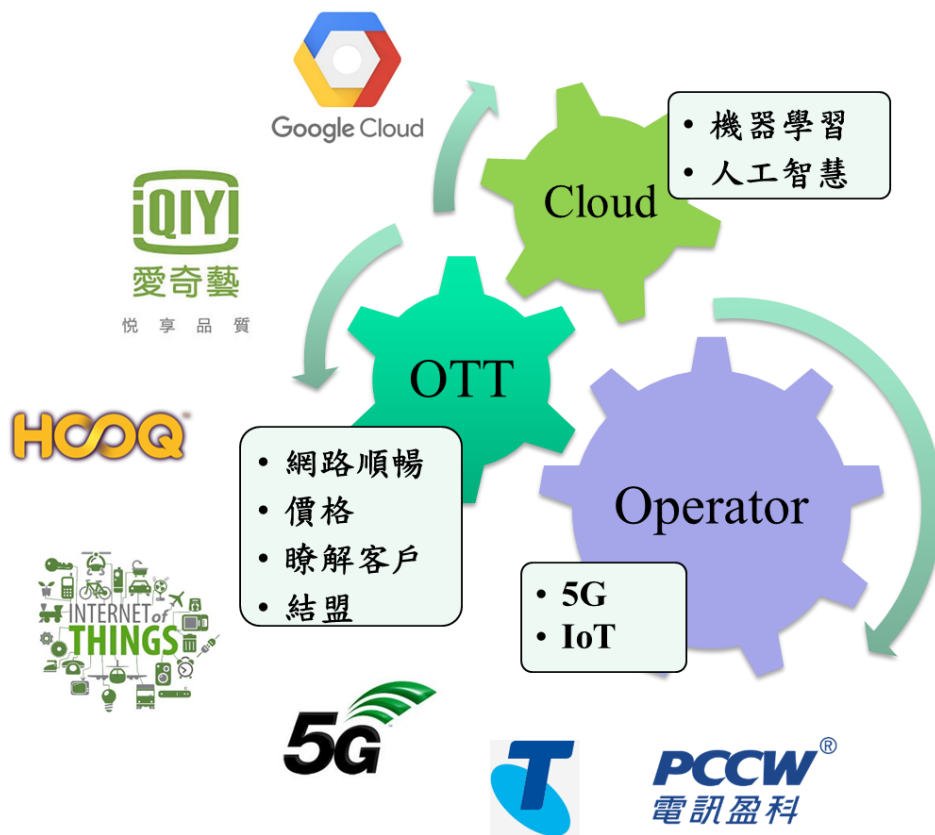 Google Cloud
iQIYI
愛奇藝
悦享品質
HOOQ™
INTERNET of
THINGS
5G
T
PCCW®
電訊盈科
Cloud
• 機器學習
• 人工智慧
OTT
• 網路順暢
• 價格
• 瞭解客戶
• 結盟
Operator
• 5G
• IoT